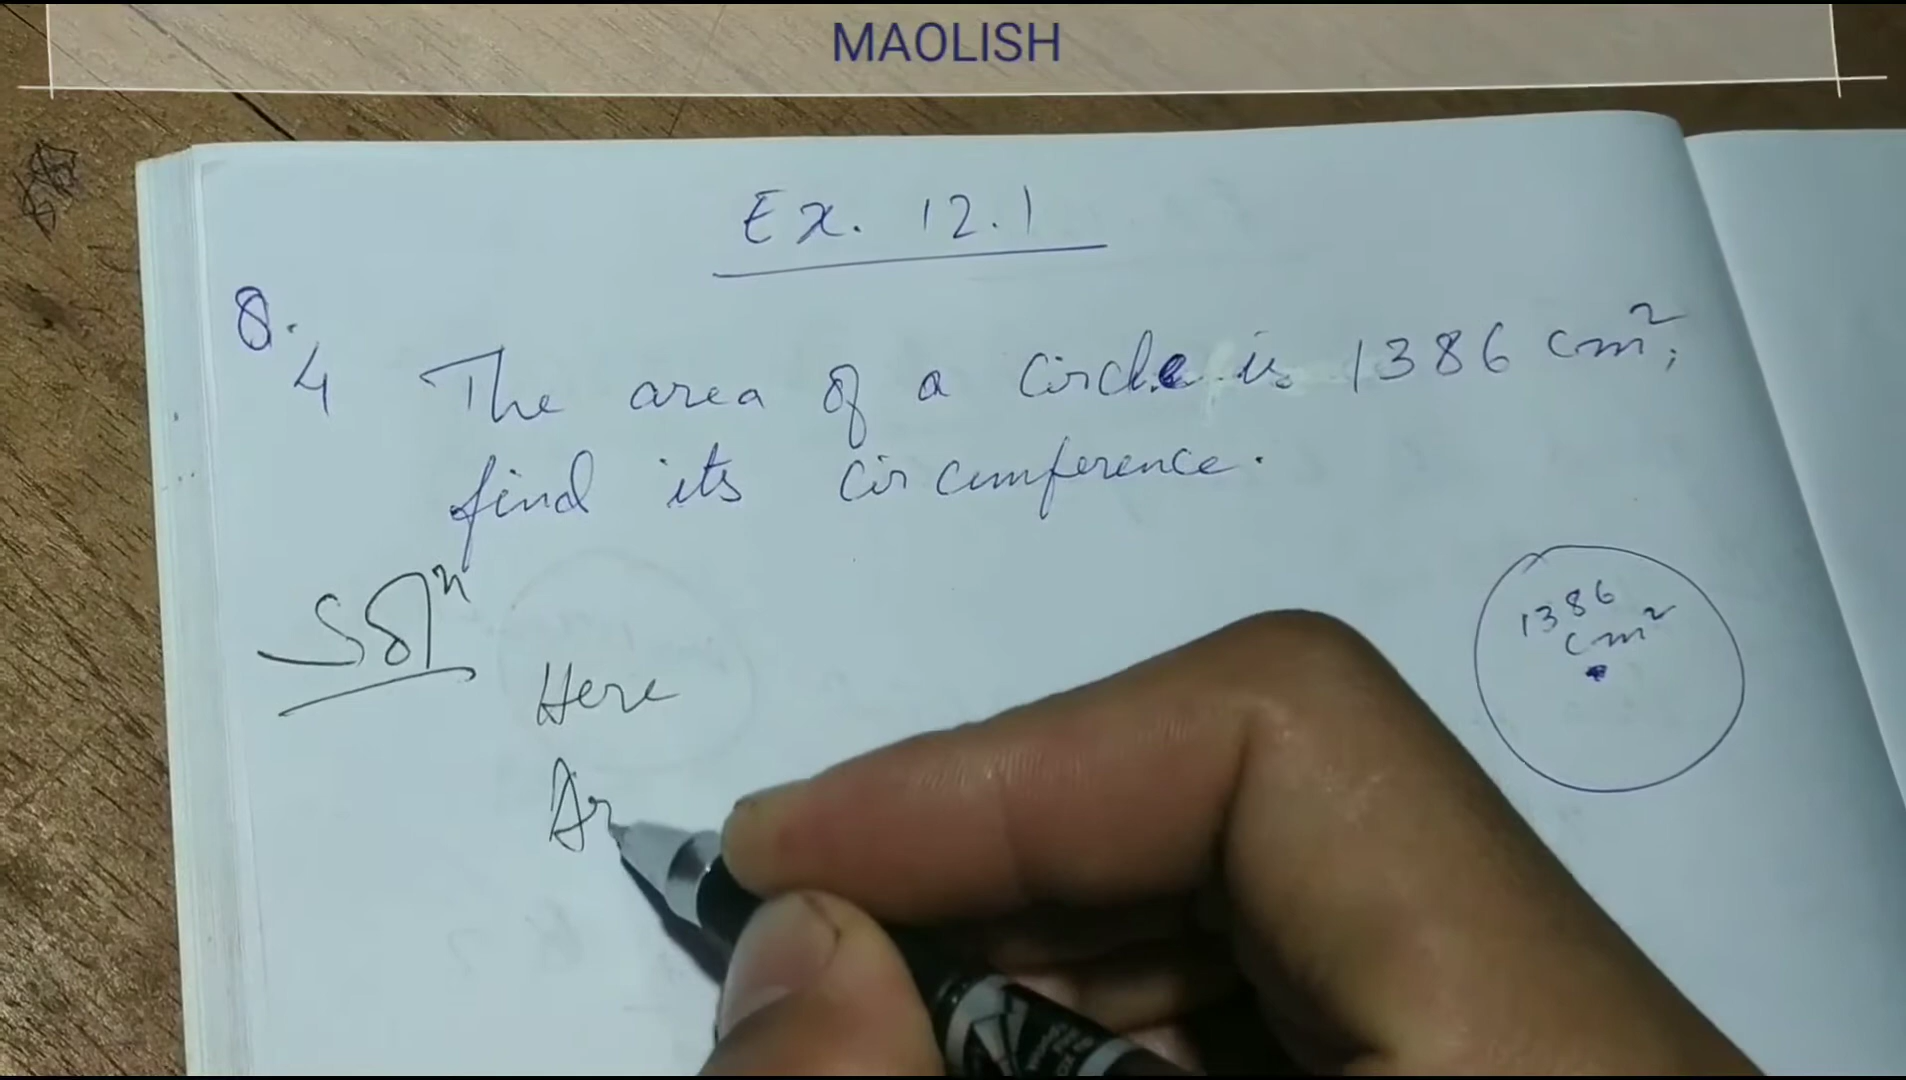 MAOLISH
Ex. 12.1
Q.
4 The area of a circle is 1386 cm²;
find its circumference.
Solⁿ
1386
cm²
Here
Ar